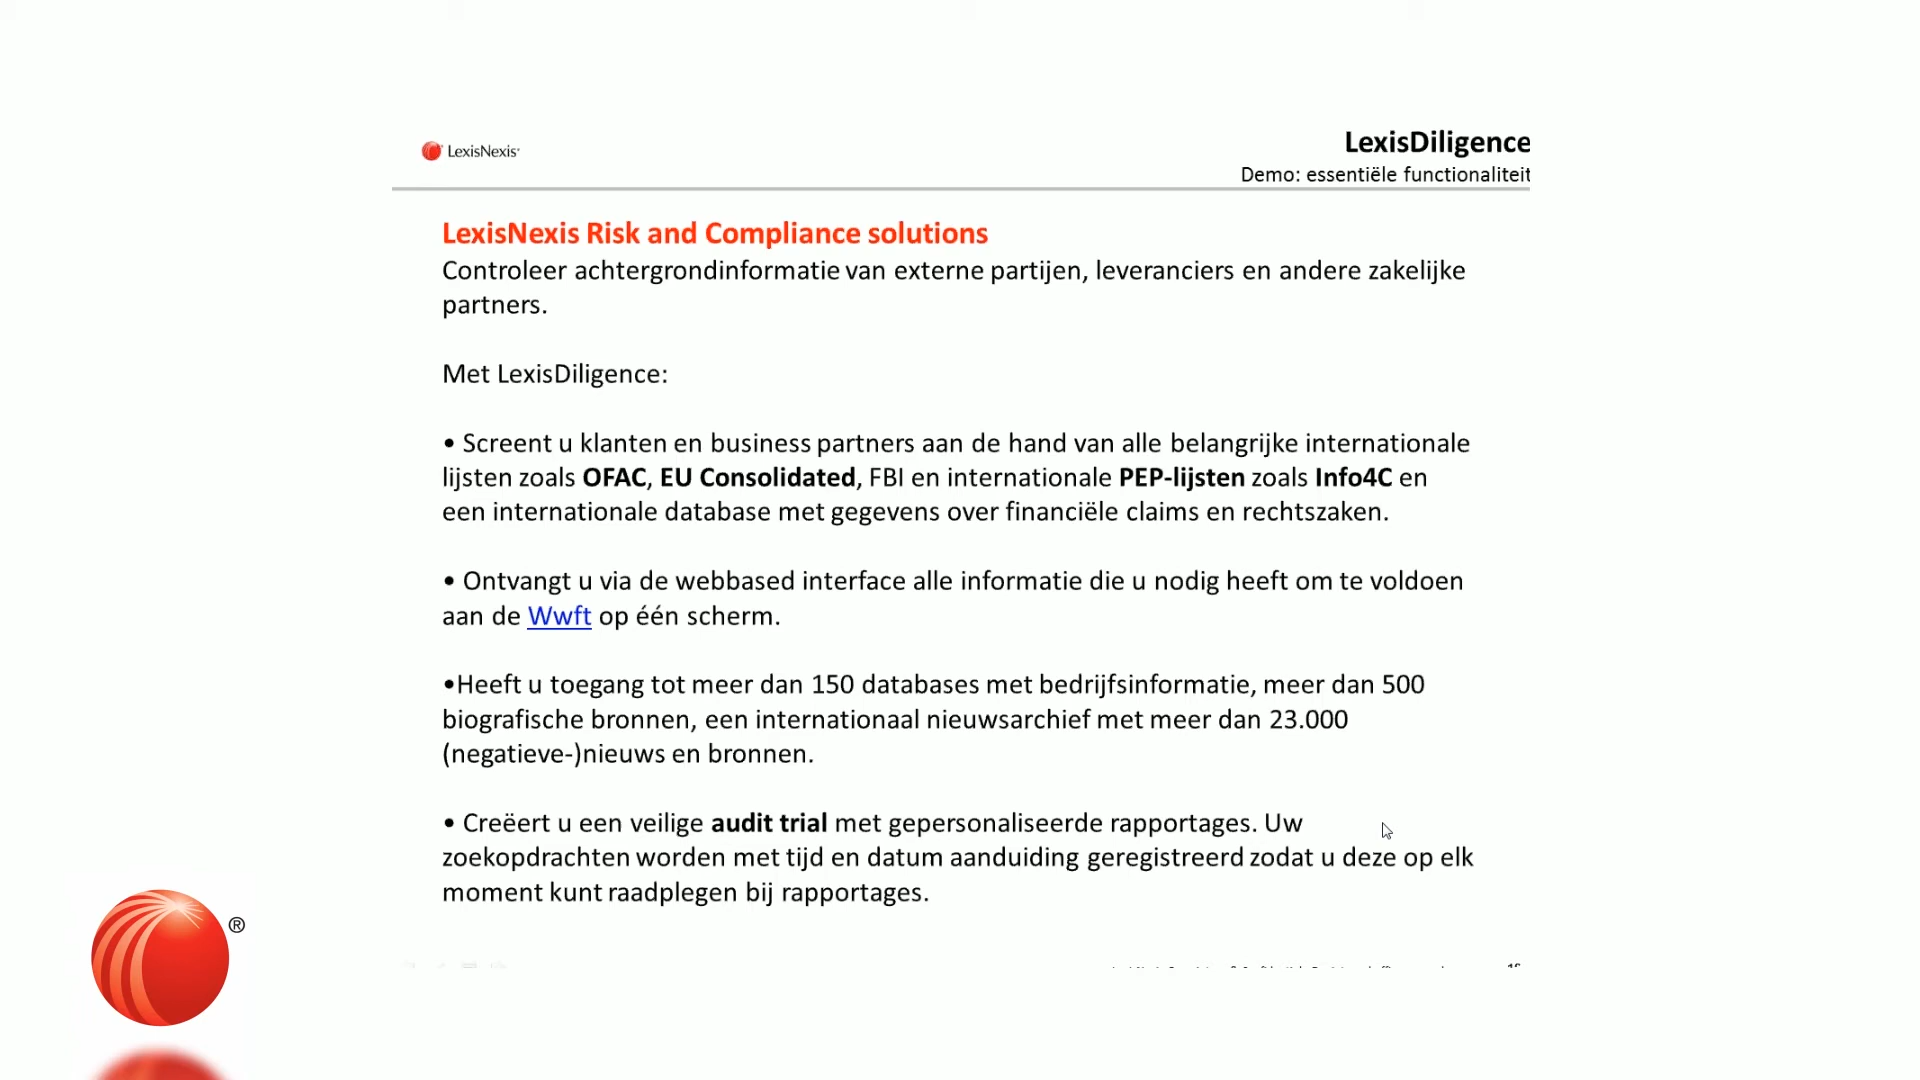 LexisNexis
LexisDiligence
Demo: essentiële functionaliteit
LexisNexis Risk and Compliance solutions
Controleer achtergrondinformatie van externe partijen, leveranciers en andere zakelijke
partners.
Met LexisDiligence:
• Screent u klanten en business partners aan de hand van alle belangrijke internationale
lijsten zoals OFAC, EU Consolidated, FBI en internationale PEP-lijsten zoals Info4C en
een internationale database met gegevens over financiële claims en rechtszaken.
• Ontvangt u via de webbased interface alle informatie die u nodig heeft om te voldoen
aan de Wwft op één scherm.
•Heeft u toegang tot meer dan 150 databases met bedrijfsinformatie, meer dan 500
biografische bronnen, een internationaal nieuwsarchief met meer dan 23.000
(negatieve-)nieuws en bronnen.
• Creëert u een veilige audit trial met gepersonaliseerde rapportages. Uw
zoekopdrachten worden met tijd en datum aanduiding geregistreerd zodat u deze op elk
moment kunt raadplegen bij rapportages.
®